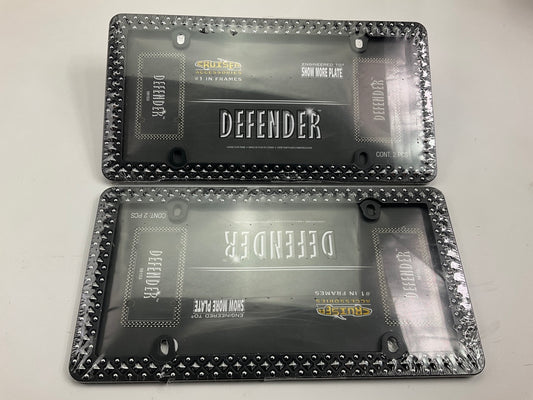 CRUISER
ACCESSORIES
#1 IN FRAMES
ENGINEERED TO
SHOW MORE PLATE
DEFENDER
DEFENDER
DEFENDER
CONT: 2 PCS
CONT: 2 PCS
DEFENDER
DEFENDER
DEFENDER
ENGINEERED TO
SHOW MORE PLATE
#1 IN FRAMES
ACCESSORIES
CRUISER